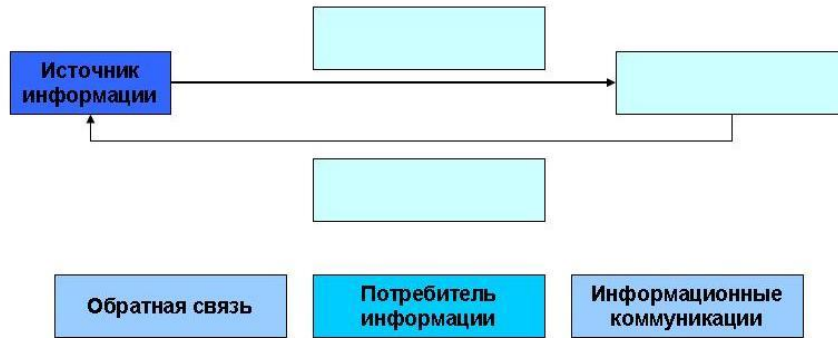 Источник
информации
Обратная связь
Потребитель
информации
Информационные
коммуникации